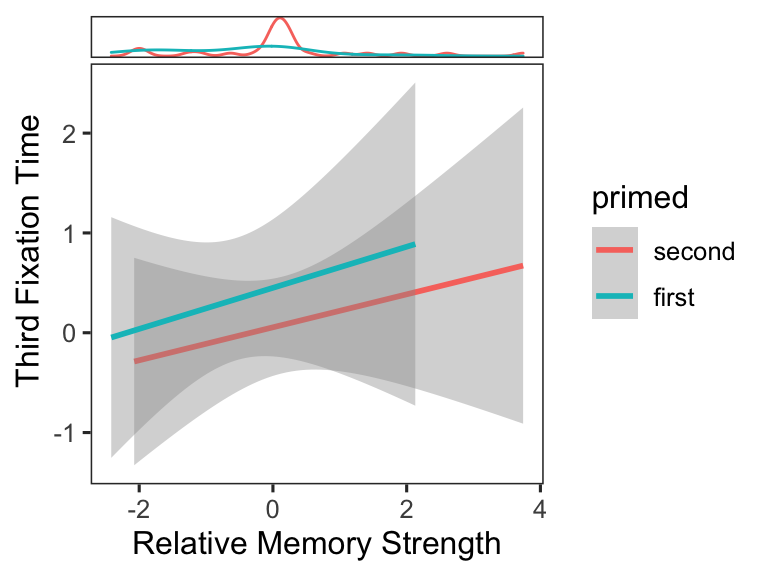 Third Fixation Time
2
1
0
-1
-2
0
2
4
Relative Memory Strength
primed
second
first